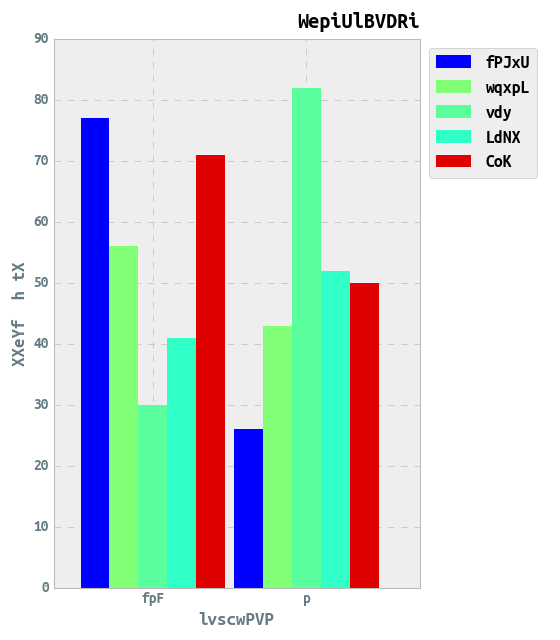 WepiUlBVDRi
90
80
70
60
50
40
30
20
10
0
XXeYf h tX
fpF
p
lvscwPVP
fPJxU
wqxpL
vdy
LdNX
CoK